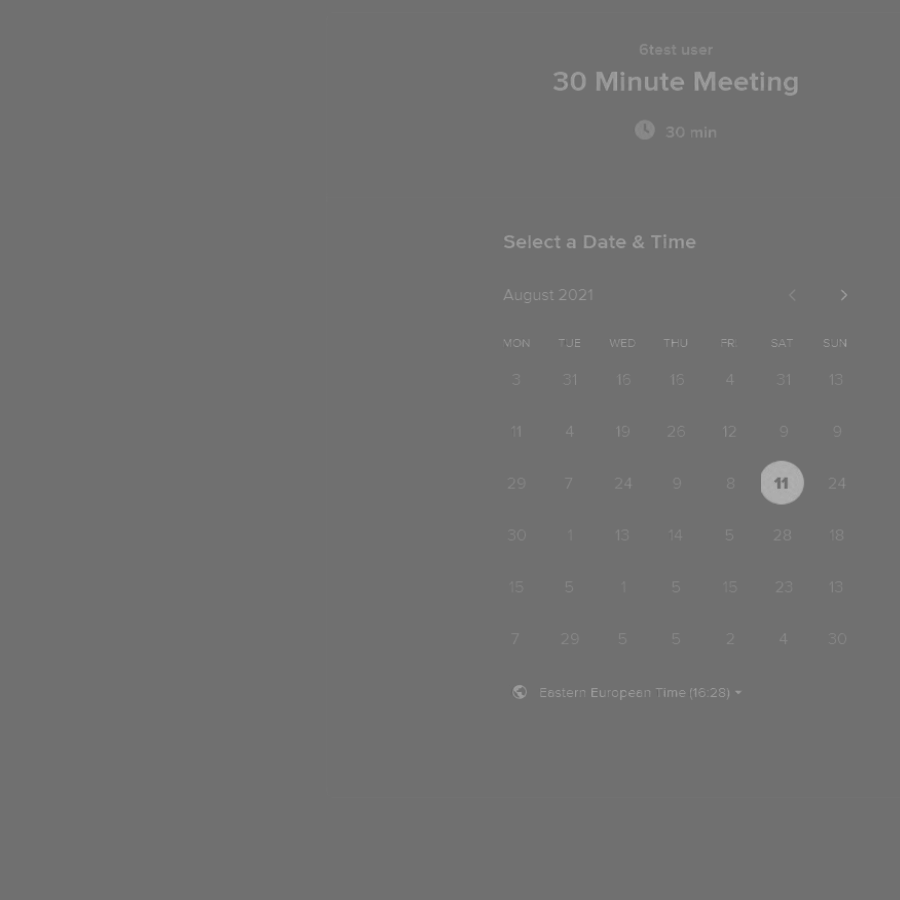 6test user
30 Minute Meeting
30 min
Select a Date & Time
August 2021
MON TUE WED THU FRI SAT SUN
3 31 16 16 4 31 13
11 4 19 26 12 9 9
29 7 24 9 8 11 24
30 1 13 14 5 28 18
15 5 1 5 15 23 13
7 29 5 5 2 4 30
Eastern European Time (16:28)